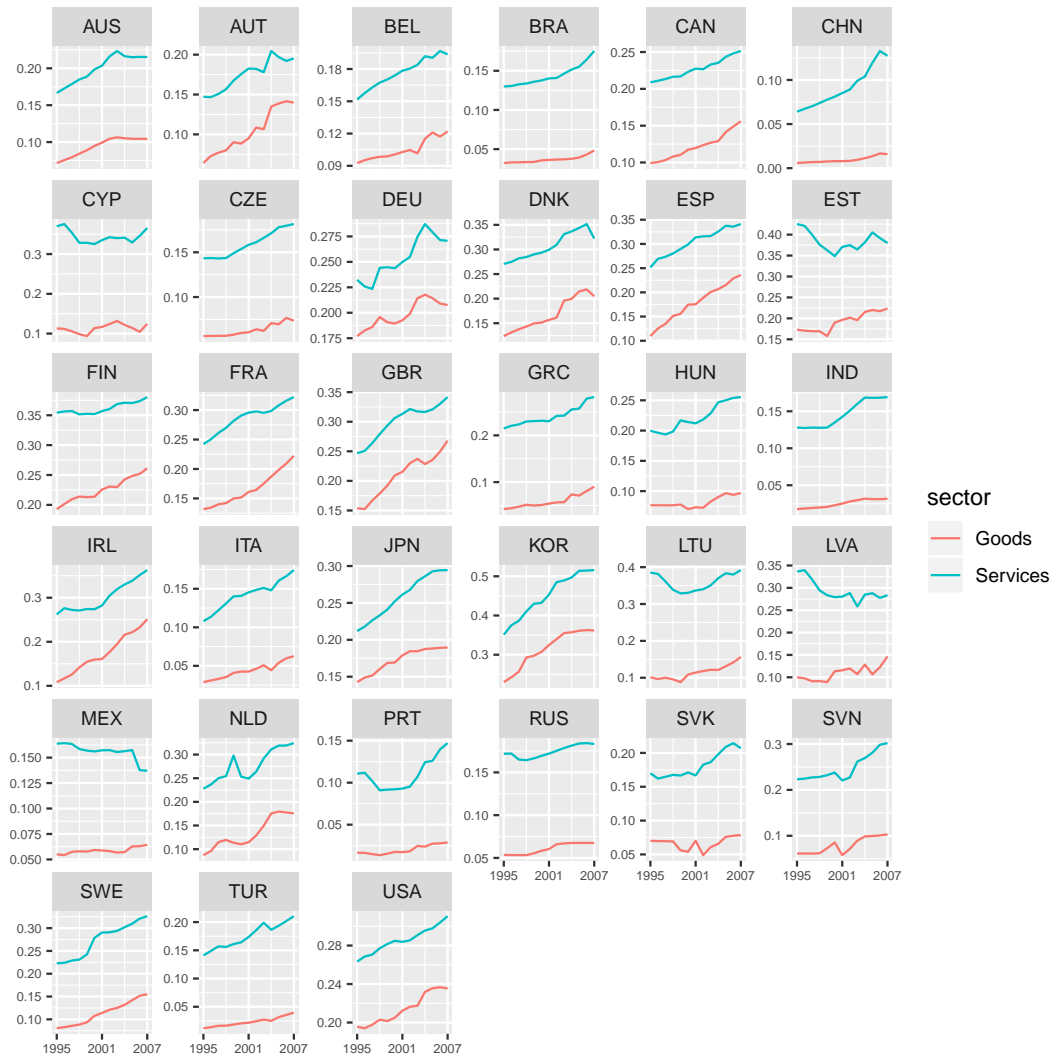 AUS AUT BEL BRA CAN CHN
0.20 0.15 0.10
0.20 0.15 0.10
0.18 0.15 0.12 0.09
0.15 0.10 0.05
0.25 0.20 0.15 0.10
0.10 0.05 0.00
CYP CZE DEU DNK ESP EST
0.3 0.2 0.1
0.15 0.10
0.275 0.250 0.225 0.200 0.175
0.35 0.30 0.25 0.20 0.15
0.35 0.30 0.25 0.20 0.15 0.10
0.40 0.35 0.30 0.25 0.20 0.15
FIN FRA GBR GRC HUN IND
0.35 0.30 0.25 0.20
0.30 0.25 0.20 0.15
0.35 0.30 0.25 0.20 0.15
0.2 0.1
0.25 0.20 0.15 0.10
0.15 0.10 0.05
sector
Goods
Services
IRL ITA JPN KOR LTU LVA
0.3 0.2 0.1
0.15 0.10 0.05
0.30 0.25 0.20 0.15
0.5 0.4 0.3
0.4 0.3 0.2 0.1
0.35 0.30 0.25 0.20 0.15 0.10
MEX NLD PRT RUS SVK SVN
0.150 0.125 0.100 0.075 0.050
0.30 0.25 0.20 0.15 0.10
0.15 0.10 0.05
0.15 0.10 0.05
0.20 0.15 0.10 0.05
0.3 0.2 0.1
1995 2001 2007 1995 2001 2007 1995 2001 2007
SWE TUR USA
0.30 0.25 0.20 0.15 0.10
0.20 0.15 0.10 0.05
0.28 0.24 0.20
1995 2001 2007 1995 2001 2007 1995 2001 2007